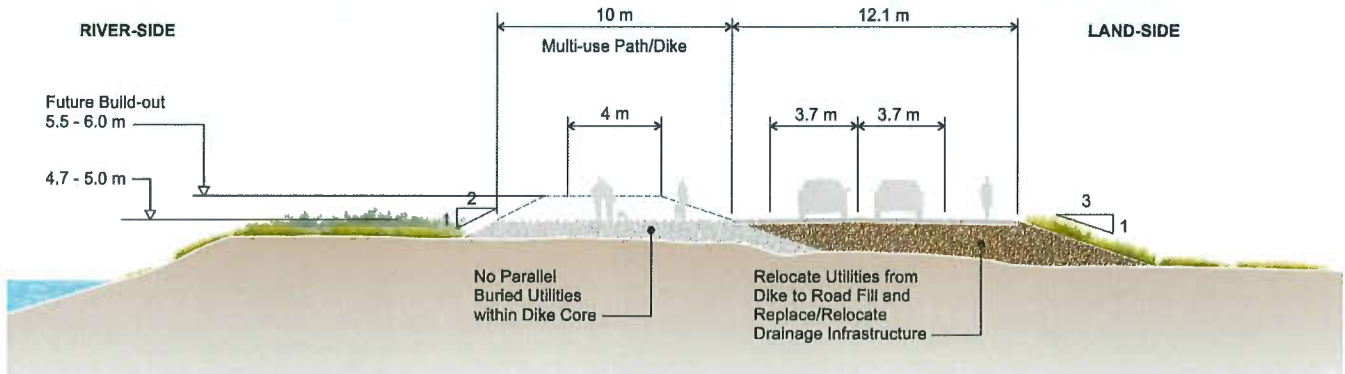 10 m
12.1 m
RIVER-SIDE
LAND-SIDE
Multi-use Path/Dike
Future Build-out
5.5 - 6.0 m
4 m
3.7 m
3.7 m
4.7 - 5.0 m
2
1
3
1
No Parallel
Buried Utilities
within Dike Core
Relocate Utilities from
Dike to Road Fill and
Replace/Relocate
Drainage Infrastructure